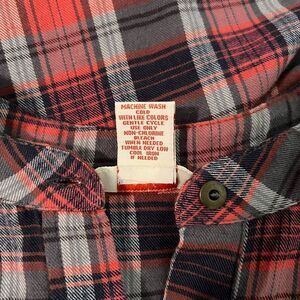 MACHINE WASH
COLD
WITH LIKE COLORS
GENTLE CYCLE
USE ONLY
NON-CHLORINE
BLEACH
WHEN NEEDED
TUMBLE DRY LOW
COOL IRON
IF NEEDED